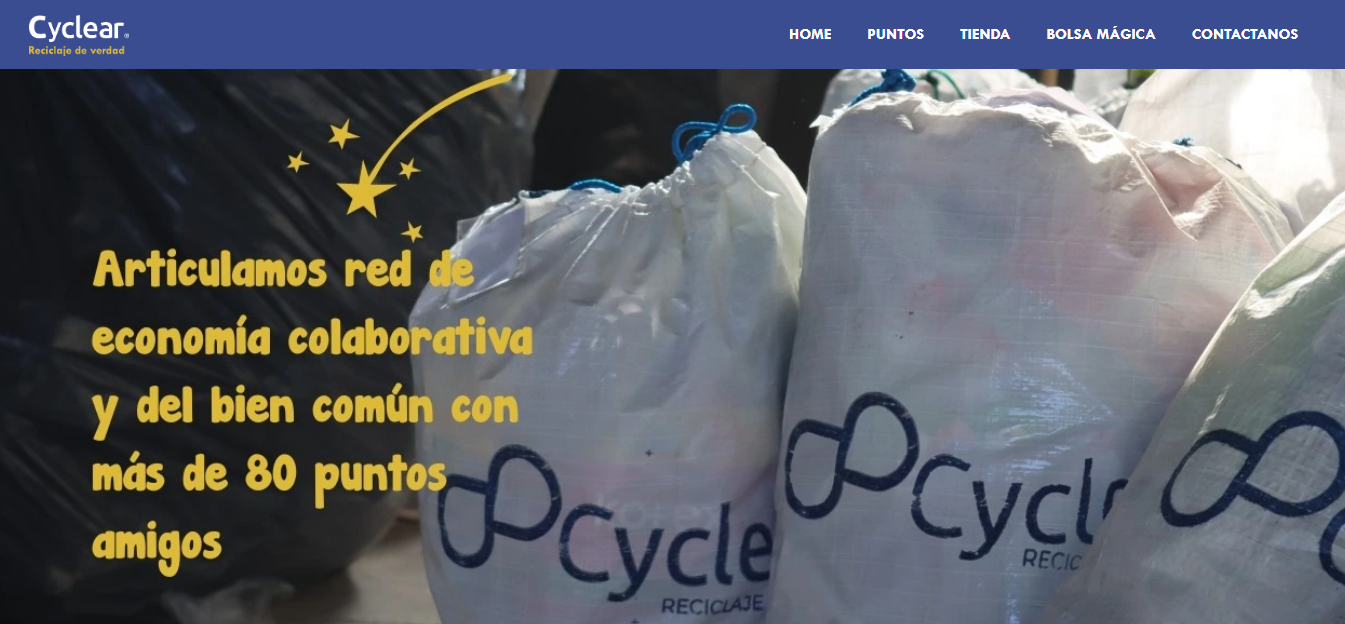 Cyclear®
Reciclaje de verdad
HOME PUNTOS TIENDA BOLSA MÁGICA CONTACTANOS
Articulamos red de
economía colaborativa
y del bien común con
más de 80 puntos
amigos
Cycle
RECICLAJE
Cycl
RECIC